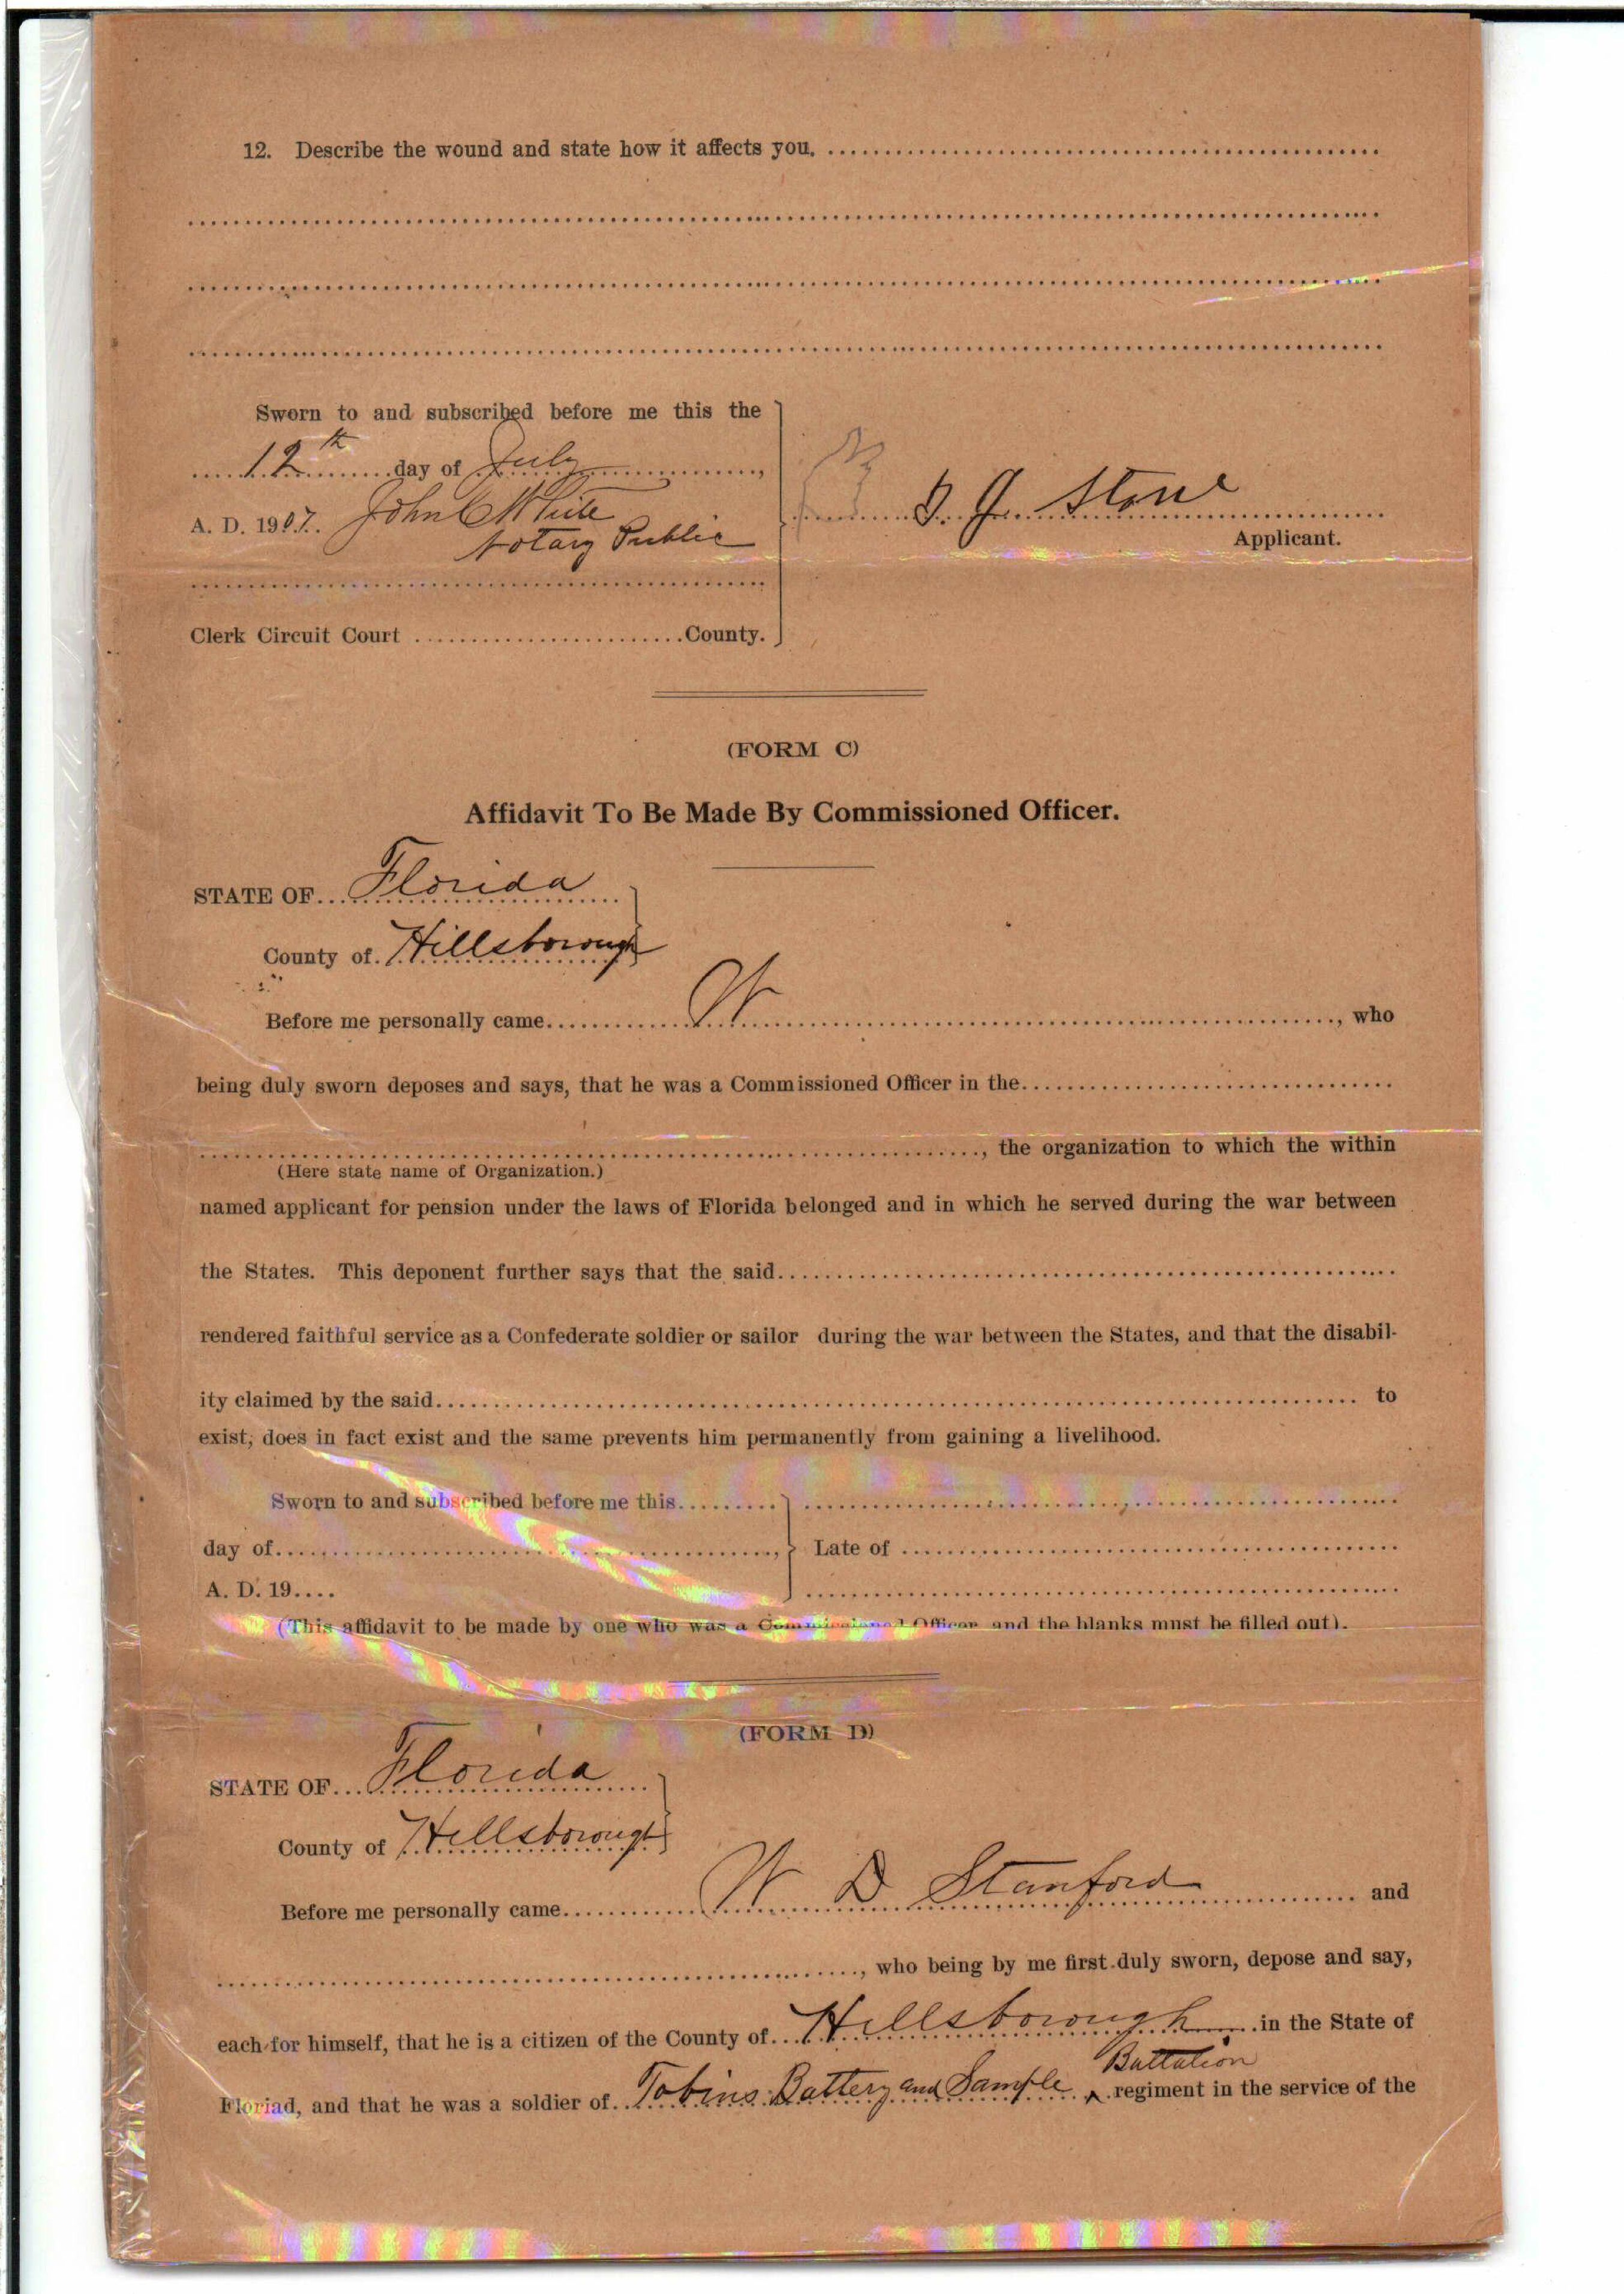 12. Describe the wound and state how it affects you.
Sworn to and subscribed before me this the
12th day of July,
A. D. 1907. John C White
Notary Public
J. Stone
Applicant.
Clerk Circuit Court County.
(FORM C)
Affidavit To Be Made By Commissioned Officer.
STATE OF Florida
County of Hillsborough
Before me personally came W, who
being duly sworn deposes and says, that he was a Commissioned Officer in the
, the organization to which the within
(Here state name of Organization.)
named applicant for pension under the laws of Florida belonged and in which he served during the war between
the States. This deponent further says that the said
rendered faithful service as a Confederate soldier or sailor during the war between the States, and that the disabil-
ity claimed by the said to
exist, does in fact exist and the same prevents him permanently from gaining a livelihood.
Sworn to and subscribed before me this
day of, Late of
A. D. 19
(This affidavit to be made by one who was a Commissioned Officer and the blanks must be filled out).
(FORM D)
STATE OF Florida
County of Hillsborough
Before me personally came W D Stanford and
, who being by me first duly sworn, depose and say,
each for himself, that he is a citizen of the County of Hillsborough in the State of
Battalion
Floriad, and that he was a soldier of Tobins Battery and Sample ^ regiment in the service of the